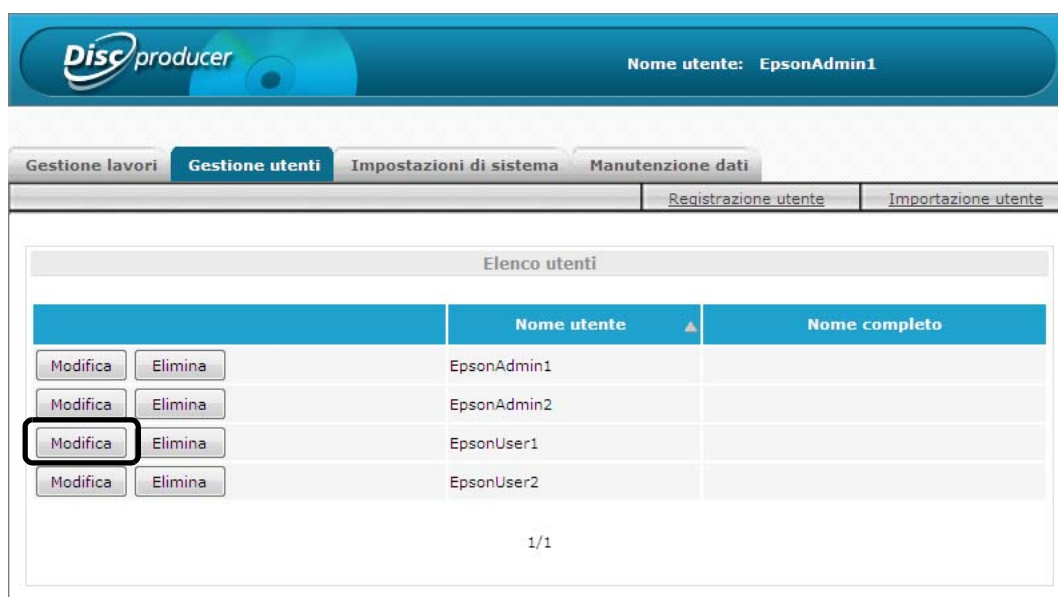 Disc producer
Nome utente: EpsonAdmin1
Gestione lavori Gestione utenti Impostazioni di sistema Manutenzione dati
Registrazione utente Importazione utente
Elenco utenti
Nome utente Nome completo
Modifica Elimina EpsonAdmin1
Modifica Elimina EpsonAdmin2
Modifica Elimina EpsonUser1
Modifica Elimina EpsonUser2
1/1